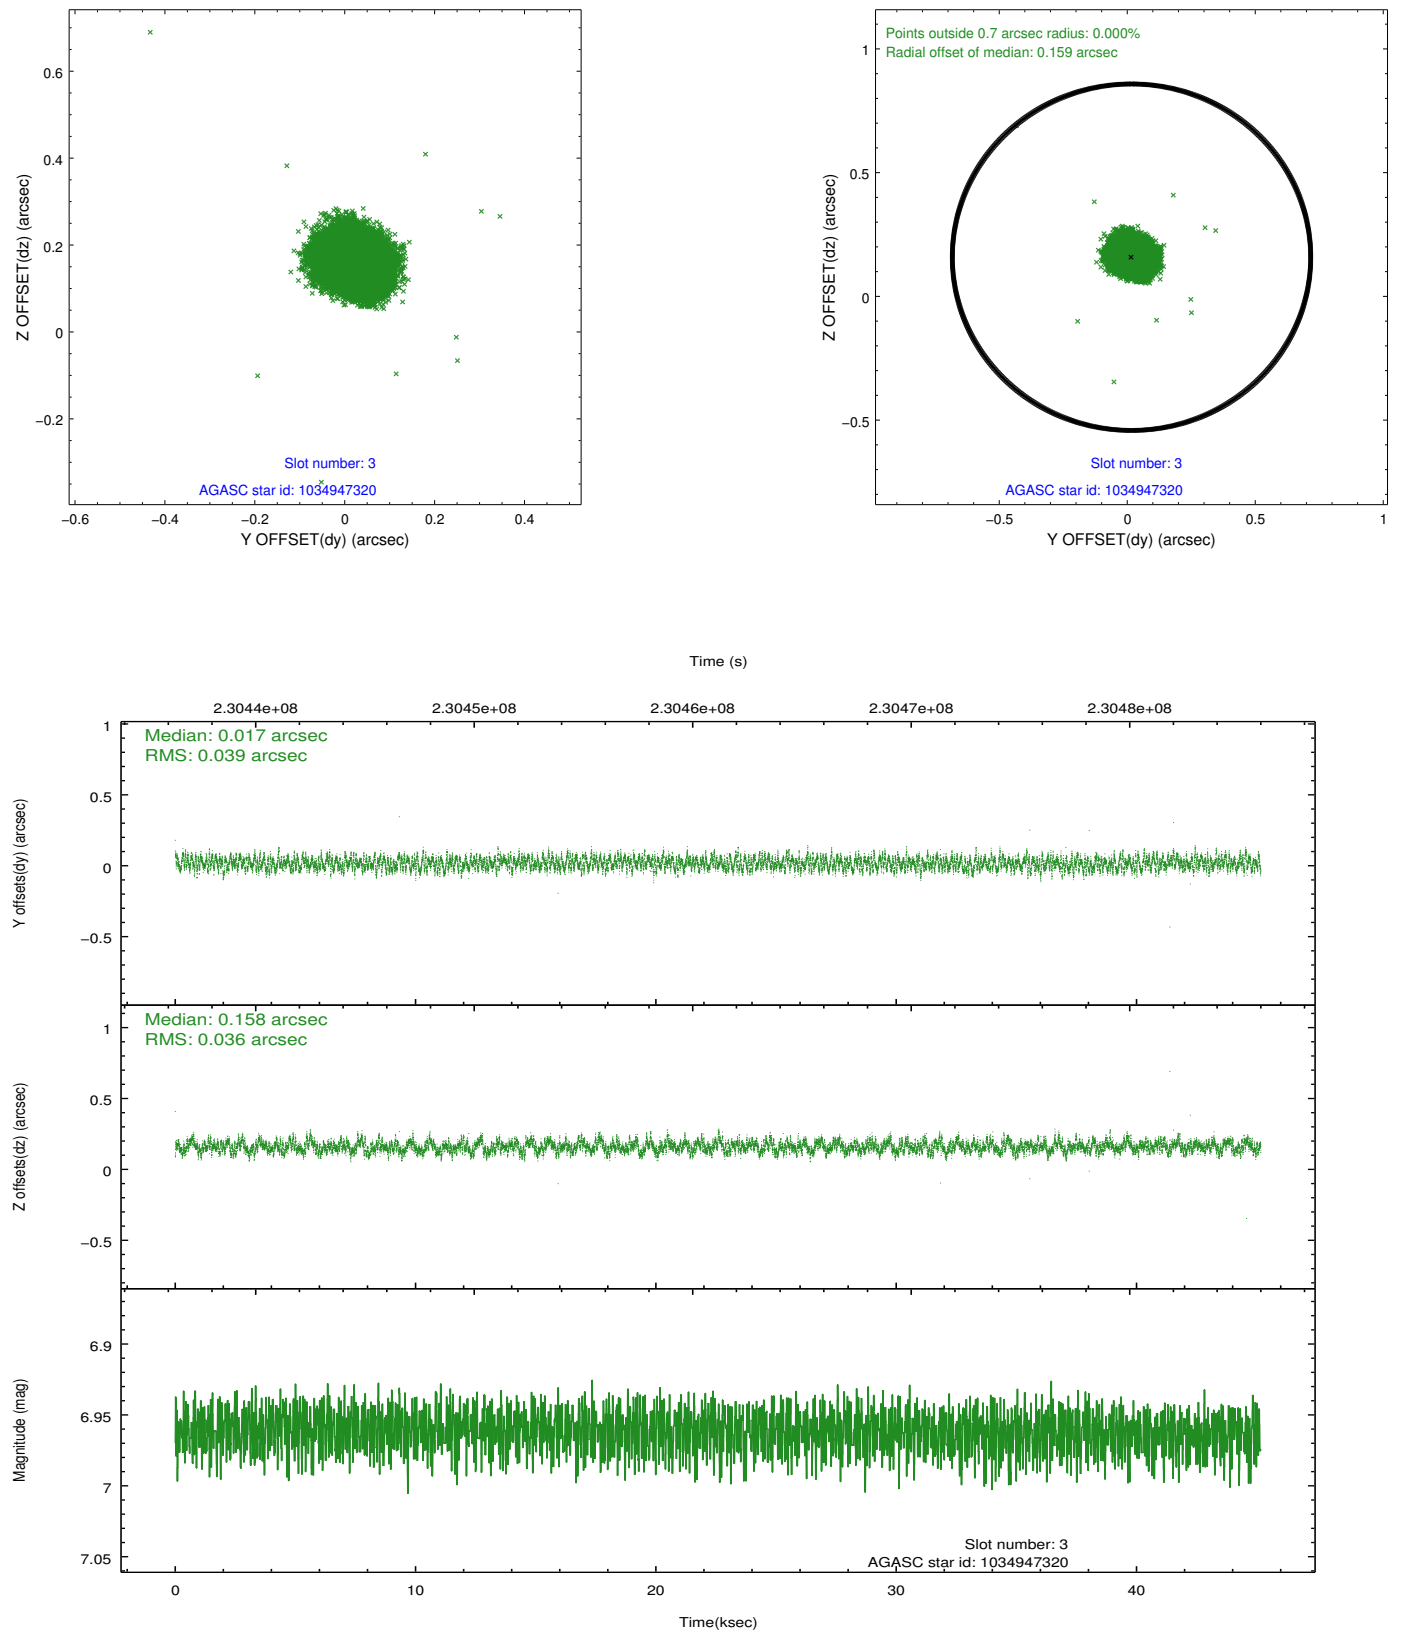 0.6
0.4
0.2
0
−0.2
−0.6
−0.4
−0.2
0
0.2
0.4
Z OFFSET(dz) (arcsec)
Y OFFSET(dy) (arcsec)
Slot number: 3
AGASC star id: 1034947320
Points outside 0.7 arcsec radius: 0.000%
Radial offset of median: 0.159 arcsec
1
0.5
0
−0.5
−0.5
0
0.5
1
Z OFFSET(dz) (arcsec)
Y OFFSET(dy) (arcsec)
Slot number: 3
AGASC star id: 1034947320
Time (s)
2.3044e+08
2.3045e+08
2.3046e+08
2.3047e+08
2.3048e+08
Median: 0.017 arcsec
RMS: 0.039 arcsec
1
0.5
0
−0.5
Y offsets(dy) (arcsec)
Median: 0.158 arcsec
RMS: 0.036 arcsec
1
0.5
0
−0.5
Z offsets(dz) (arcsec)
6.9
6.95
7
7.05
Magnitude (mag)
Slot number: 3
AGASC star id: 1034947320
0
10
20
30
40
Time(ksec)